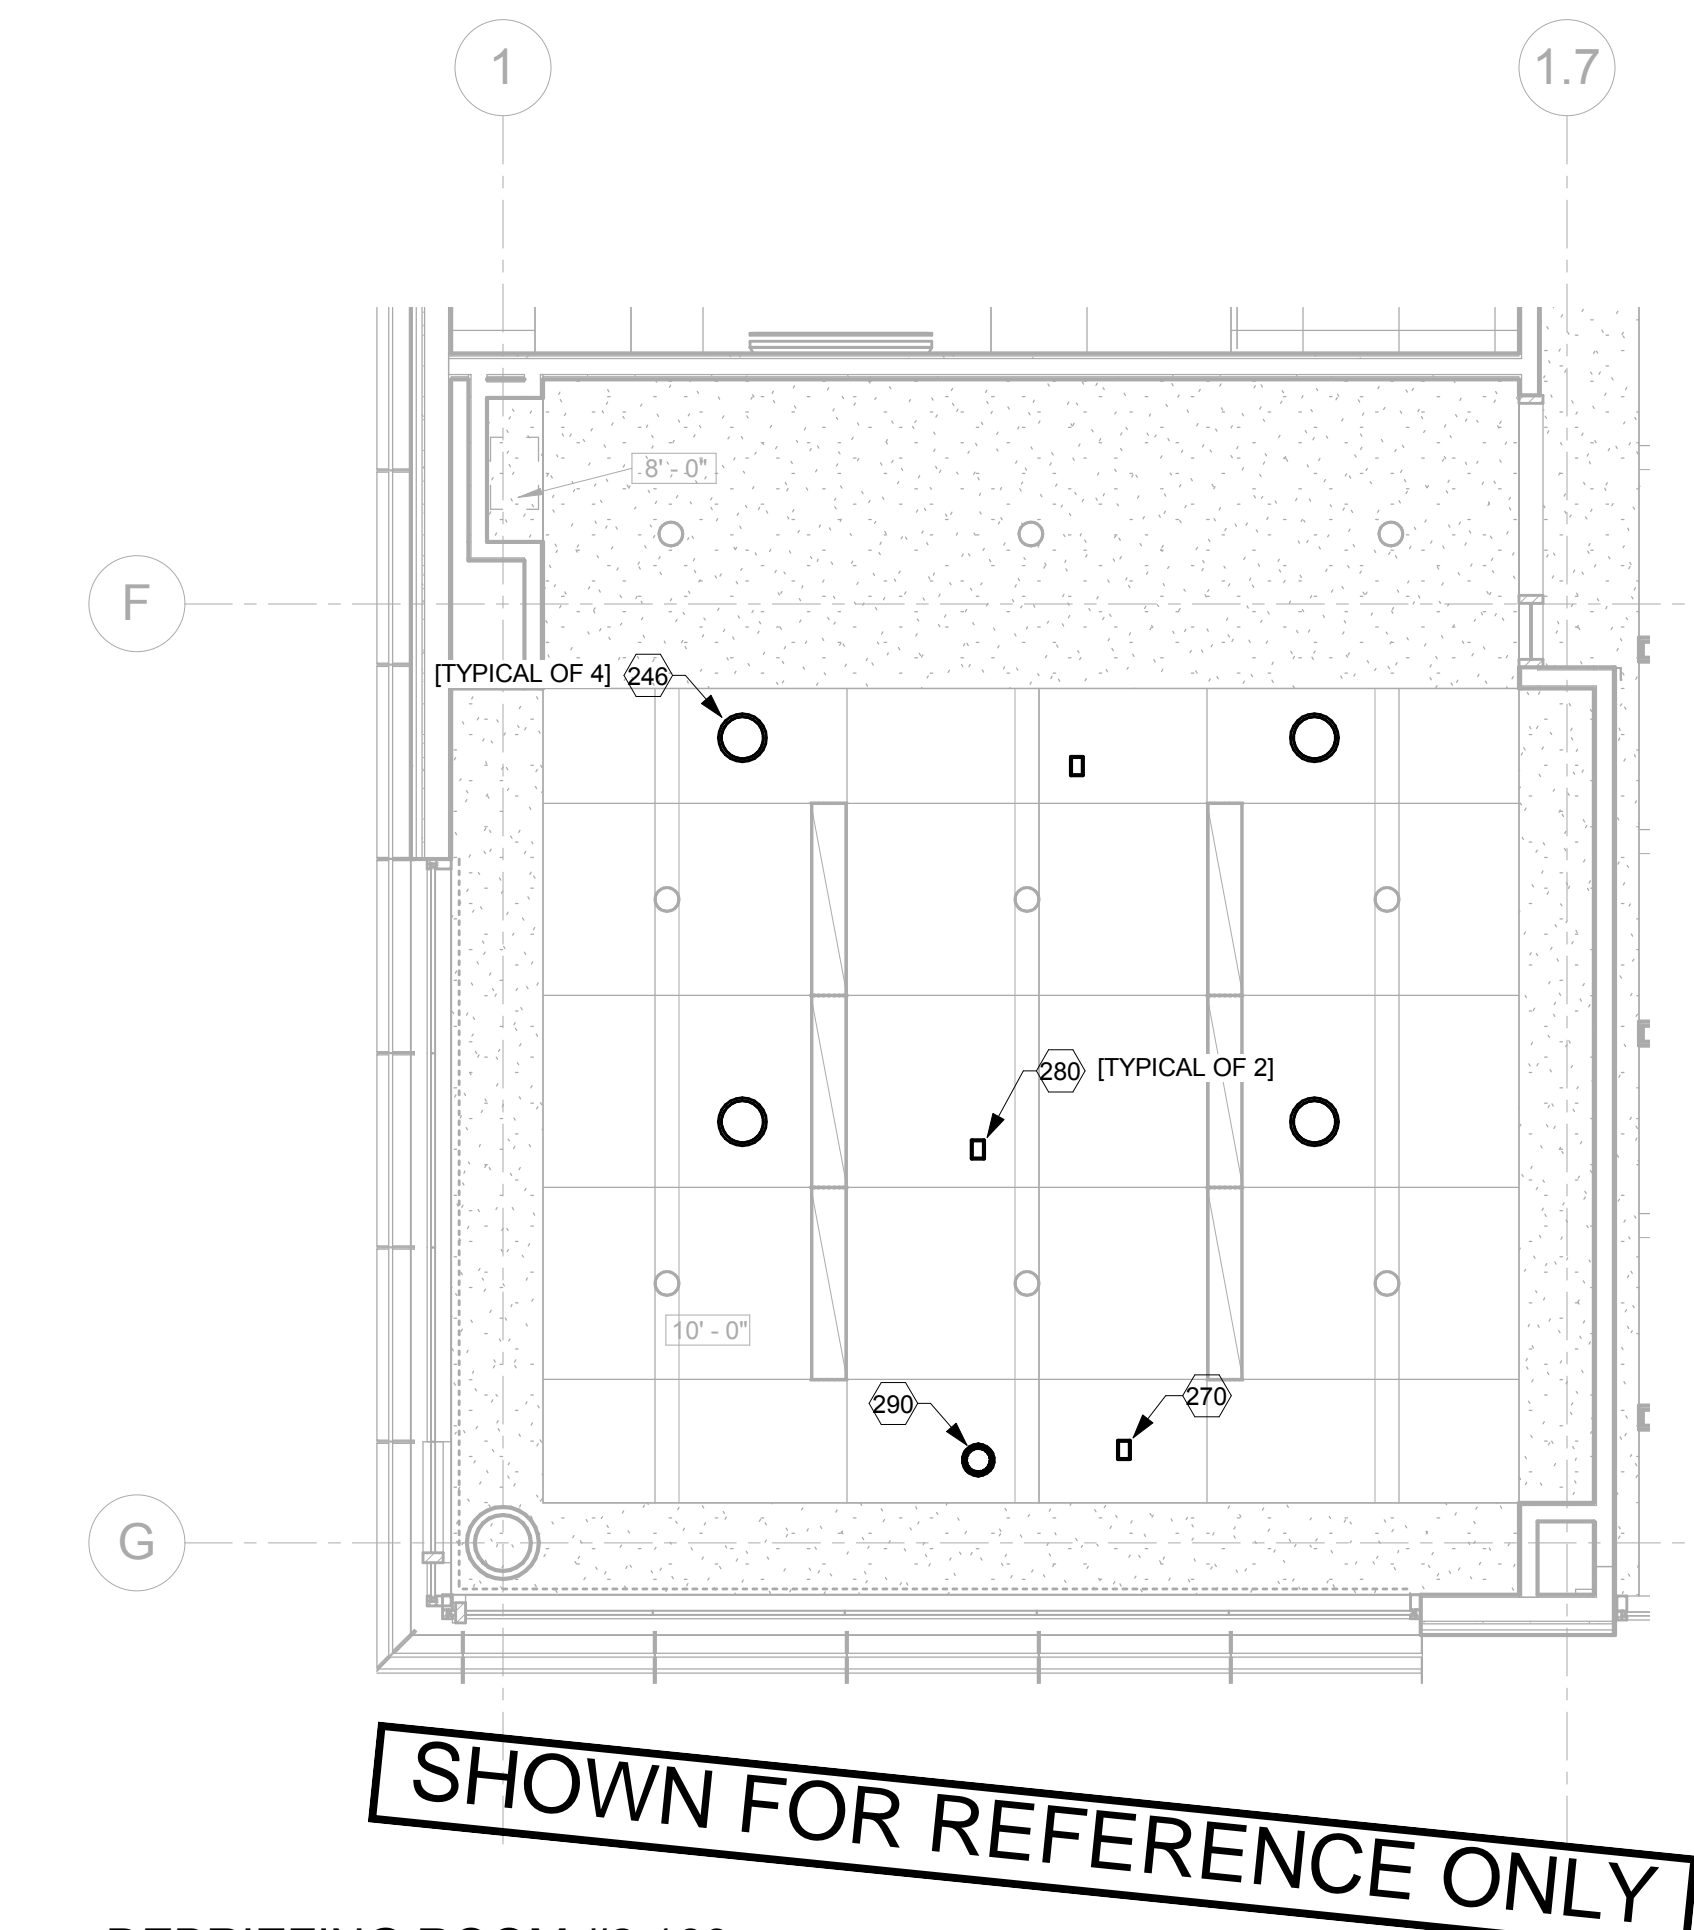 1
1.7
8' - 0"
F
[TYPICAL OF 4] 246
280 [TYPICAL OF 2]
10' - 0"
290
270
G
SHOWN FOR REFERENCE ONLY